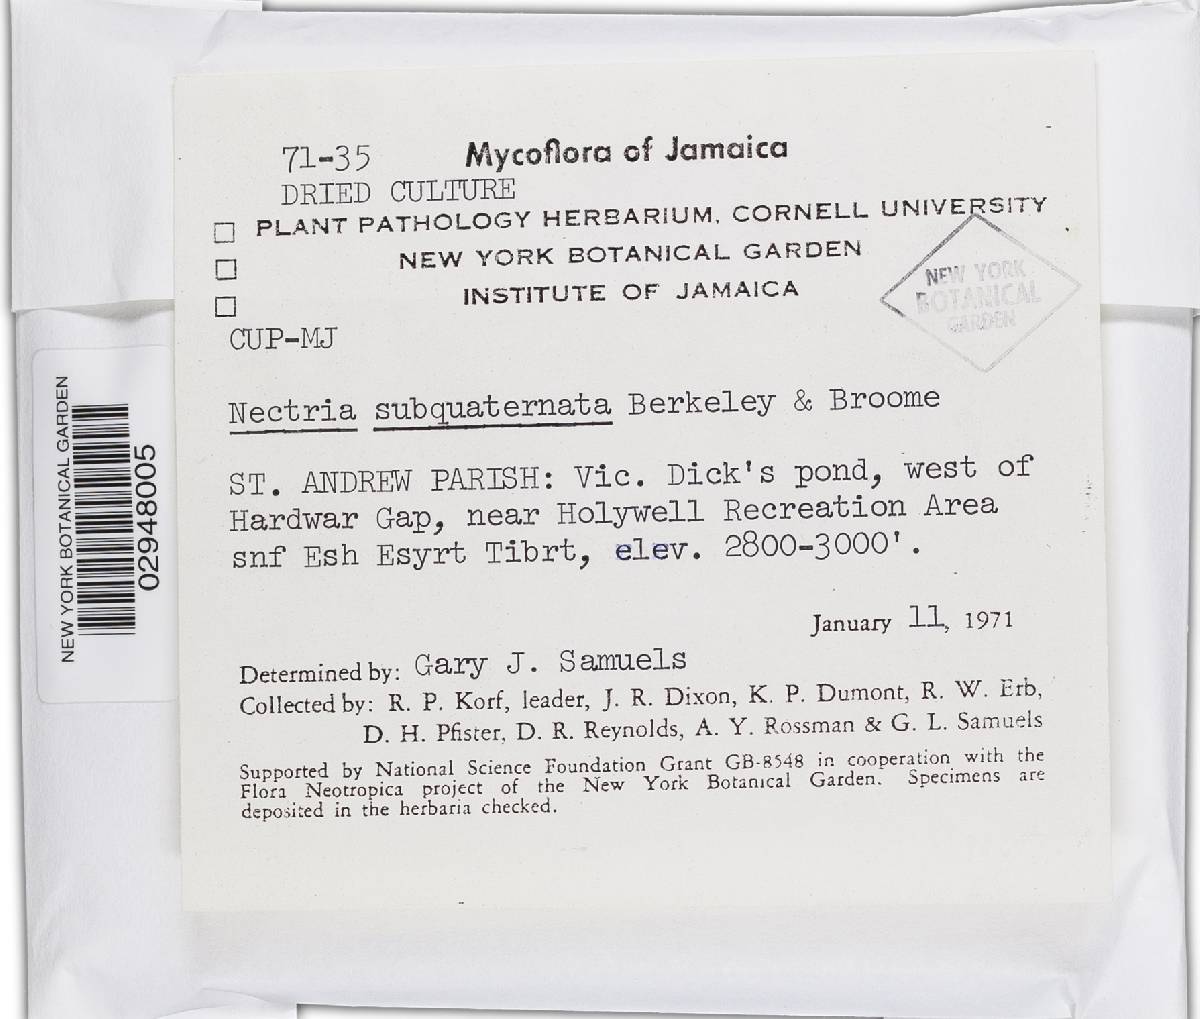 71-35 Mycoflora of Jamaica
DRIED CULTURE
PLANT PATHOLOGY HERBARIUM, CORNELL UNIVERSITY
NEW YORK BOTANICAL GARDEN
INSTITUTE OF JAMAICA
NEW YORK
BOTANICAL
GARDEN
CUP-MJ
Nectria subquaternata Berkeley & Broome
ST. ANDREW PARISH: Vic. Dick's pond, west of
Hardwar Gap, near Holywell Recreation Area
snf Esh Esyrt Tibrt, elev. 2800-3000'.
January 11, 1971
Determined by: Gary J. Samuels
Collected by: R. P. Korf, leader, J. R. Dixon, K. P. Dumont, R. W. Erb,
D. H. Pfister, D. R. Reynolds, A. Y. Rossman & G. L. Samuels
Supported by National Science Foundation Grant GB-8548 in cooperation with the
Flora Neotropica project of the New York Botanical Garden. Specimens are
deposited in the herbaria checked.
NEW YORK BOTANICAL GARDEN
02948005